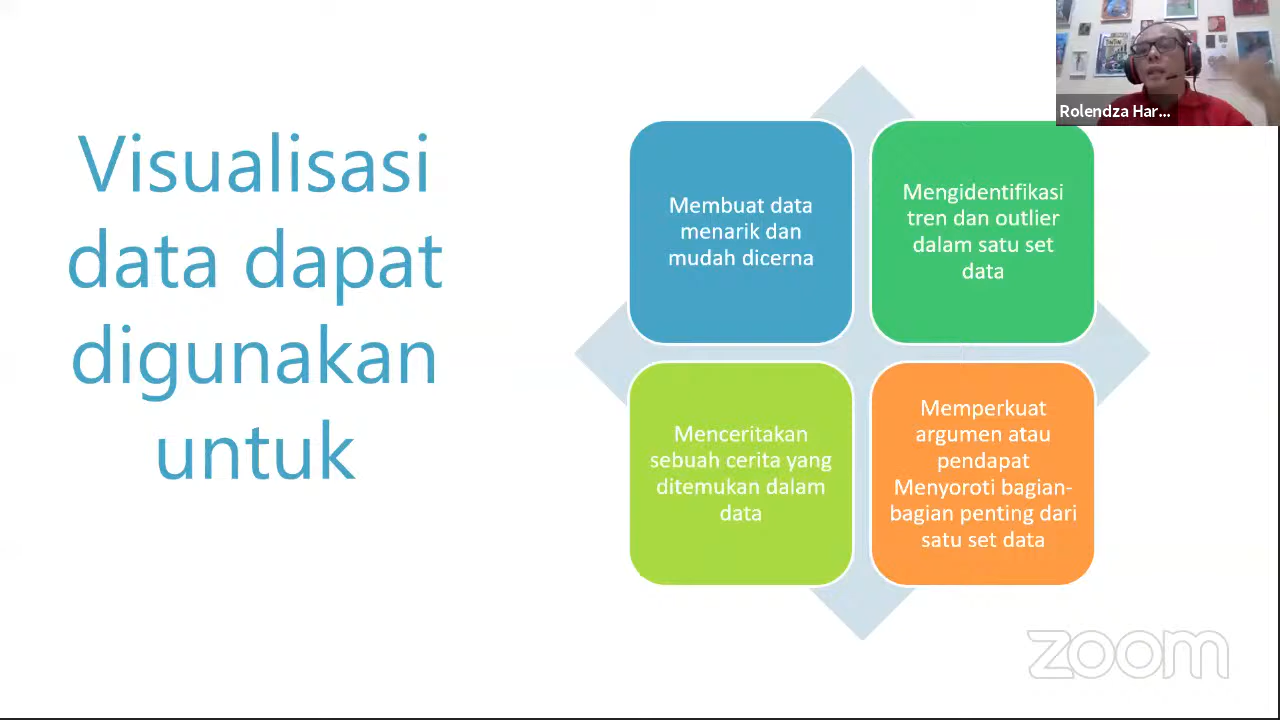 Visualisasi
data dapat
digunakan
untuk
Membuat data
menarik dan
mudah dicerna
Mengidentifikasi
tren dan outlier
dalam satu set
data
Menceritakan
sebuah cerita yang
ditemukan dalam
data
Memperkuat
argumen atau
pendapat
Menyoroti bagian-
bagian penting dari
satu set data
Rolendza Har...
zoom